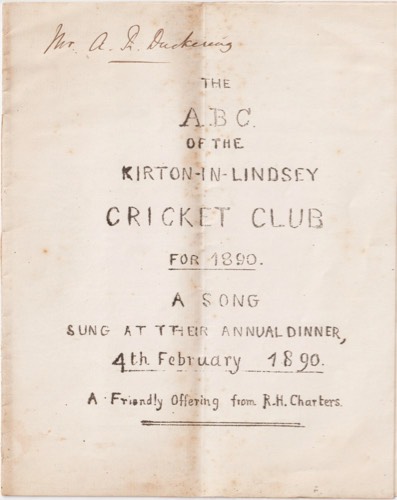 Mr. A. R. Duckering
THE
A.B.C.
OF THE
KIRTON-IN-LINDSEY
CRICKET CLUB
FOR 1890.
A SONG
SUNG AT THEIR ANNUAL DINNER,
4th February 1890.
A Friendly Offering from R.H. Charters.